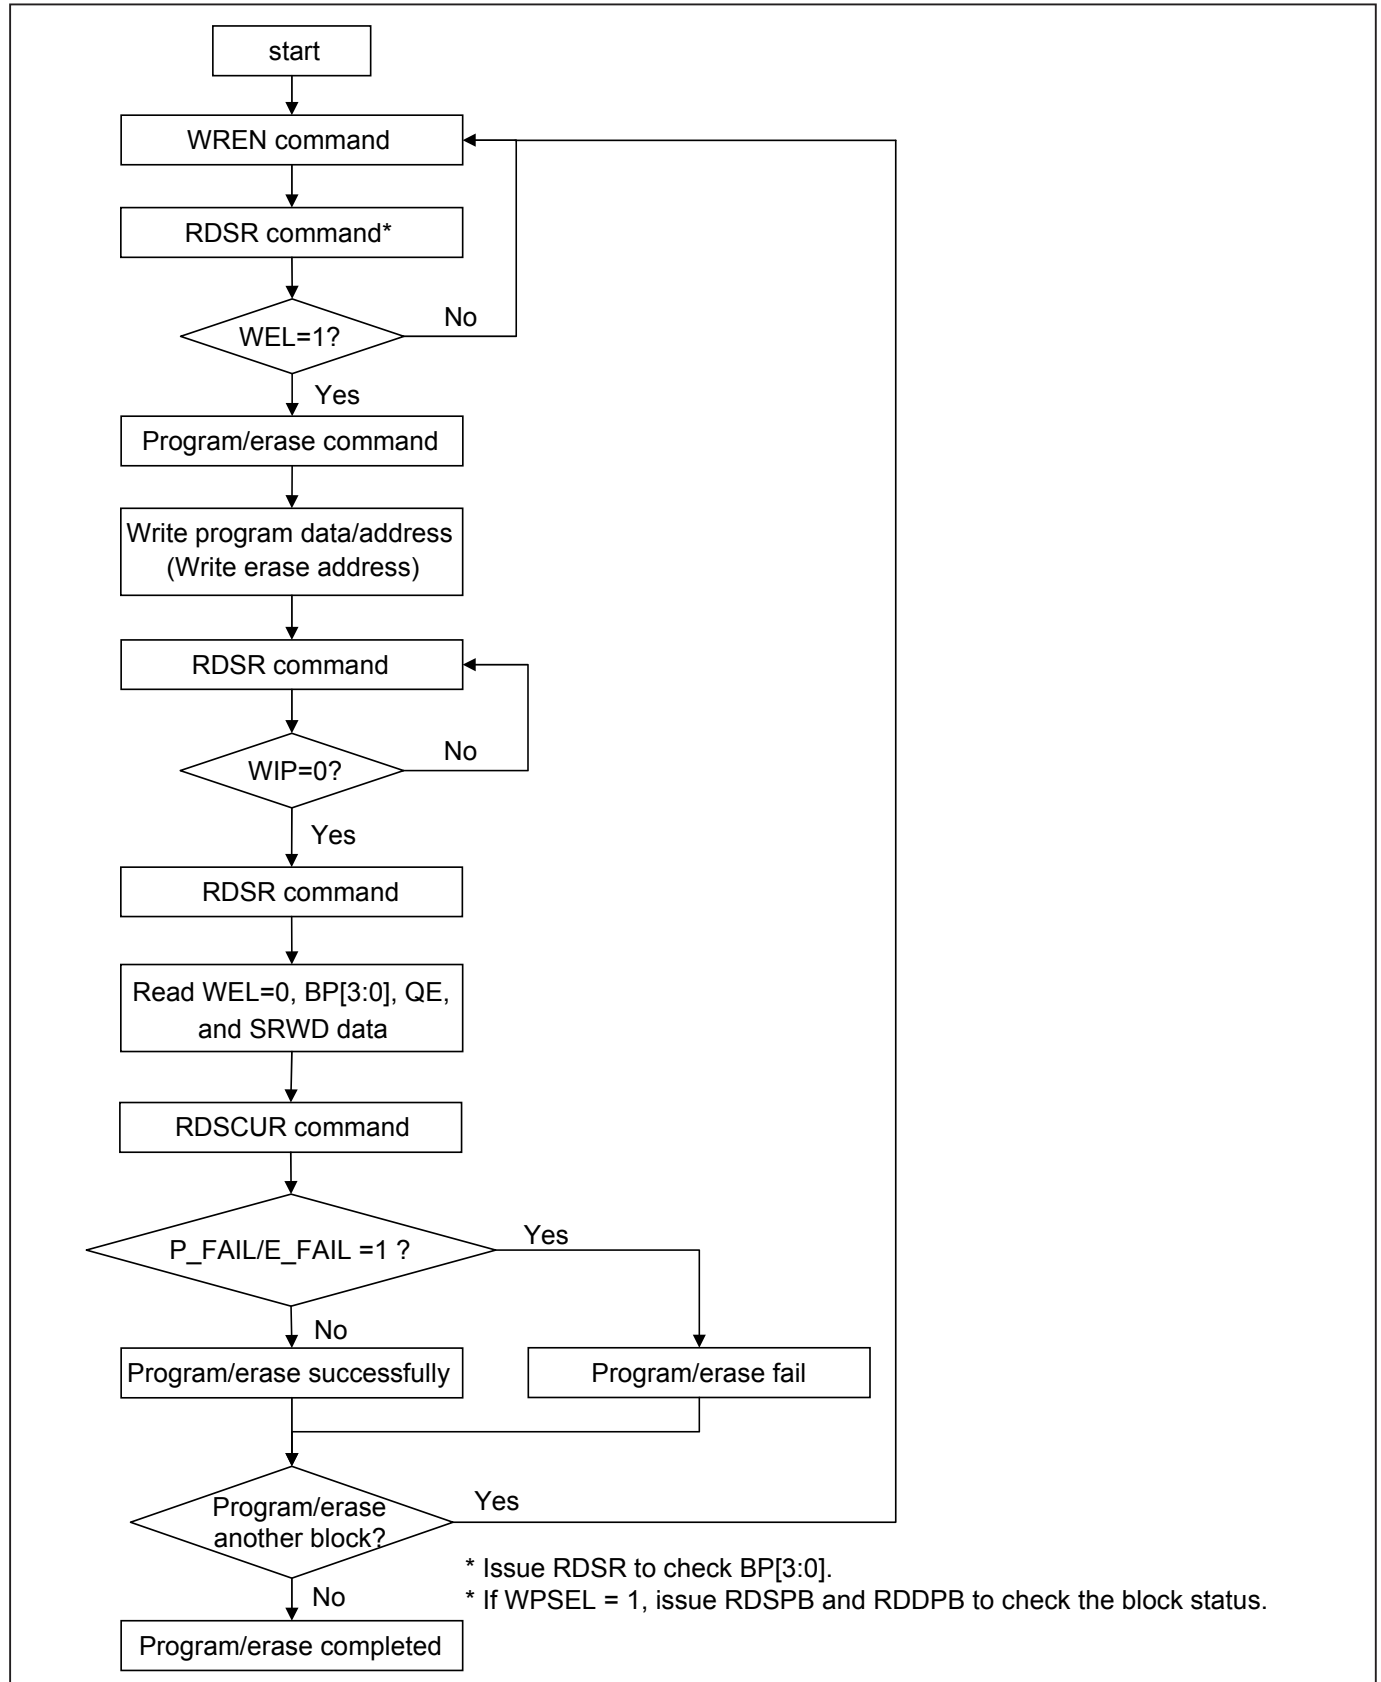 start
WREN command
RDSR command*
WEL=1?
No
Yes
Program/erase command
Write program data/address
(Write erase address)
RDSR command
WIP=0?
No
Yes
RDSR command
Read WEL=0, BP[3:0], QE,
and SRWD data
RDSCUR command
P_FAIL/E_FAIL =1 ?
Yes
No
Program/erase successfully
Program/erase fail
Program/erase
another block?
Yes
* Issue RDSR to check BP[3:0].
* If WPSEL = 1, issue RDSPB and RDDPB to check the block status.
No
Program/erase completed